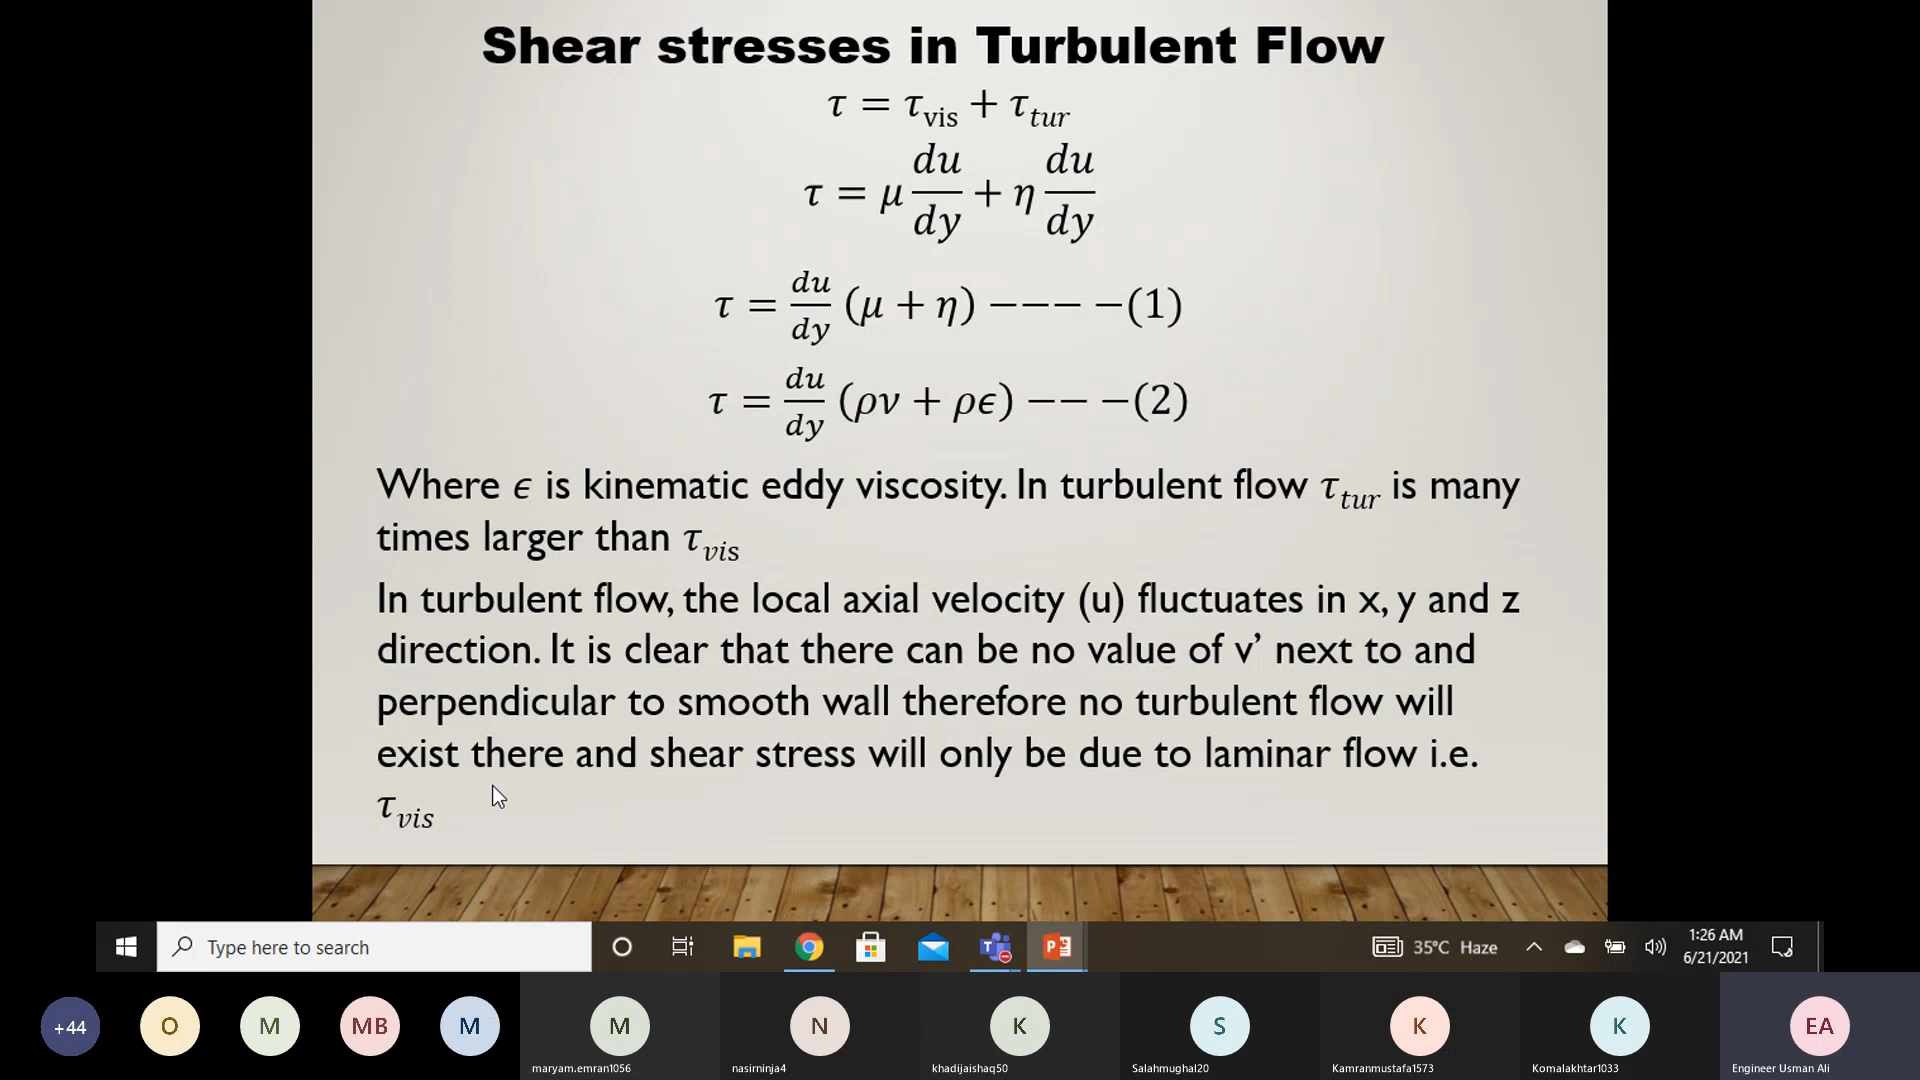 Shear stresses in Turbulent Flow
τ = τ_vis + τ_tur
τ = μ du/dy + η du/dy
τ = du/dy (μ + η) −−− −(1)
τ = du/dy (ρν + ρϵ) −− −(2)
Where ϵ is kinematic eddy viscosity. In turbulent flow τ_tur is many
times larger than τ_vis
In turbulent flow, the local axial velocity (u) fluctuates in x, y and z
direction. It is clear that there can be no value of v’ next to and
perpendicular to smooth wall therefore no turbulent flow will
exist there and shear stress will only be due to laminar flow i.e.
τ_vis
Type here to search
35°C Haze
1:26 AM
6/21/2021
+44
O
M
MB
M
M
N
K
S
K
K
EA
maryam.emran1056
nasirninja4
khadijaishaq50
Salahmughal20
Kamranmustafa1573
Komalakhtar1033
Engineer Usman Ali